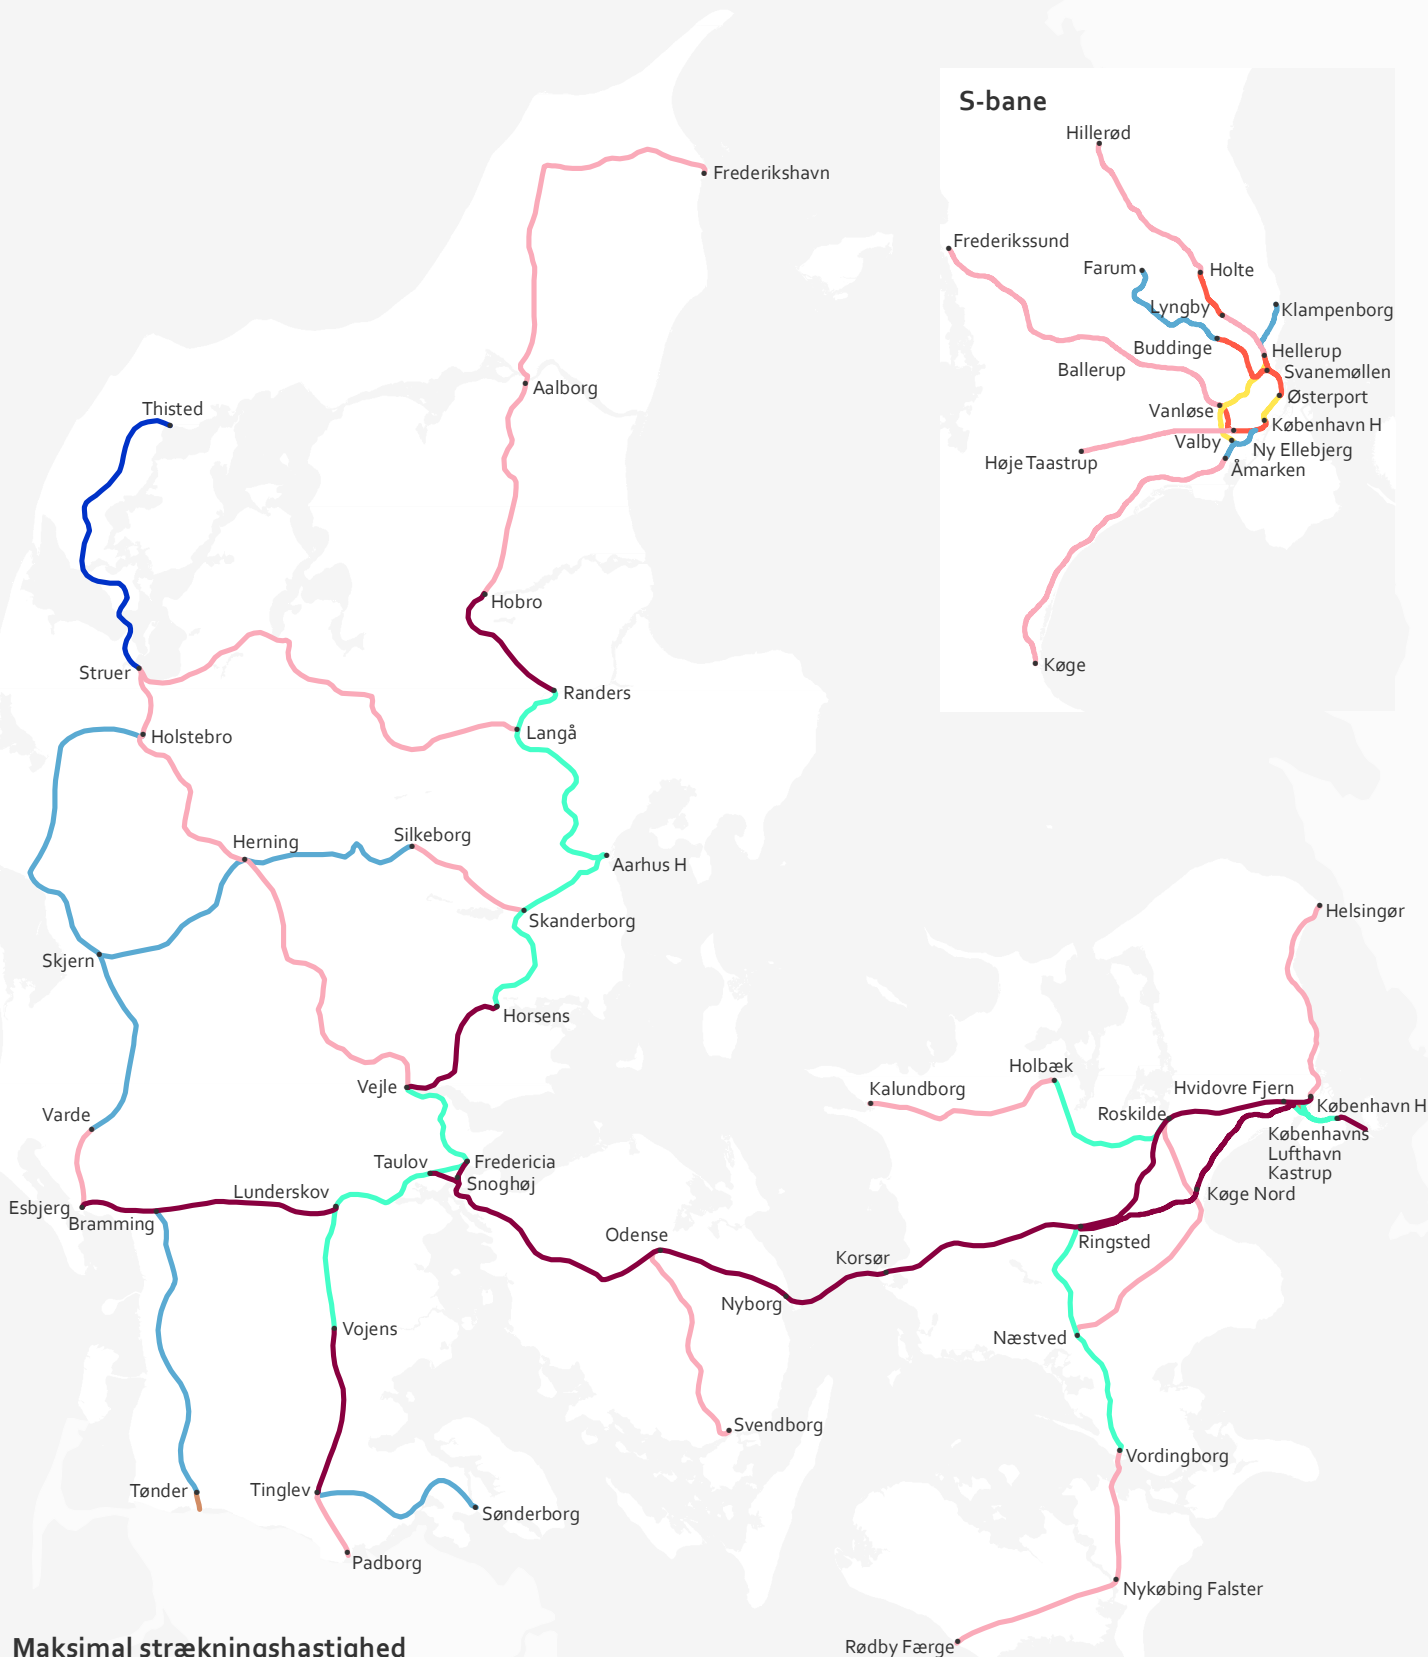 S-bane
Hillerød
Frederikshavn
Frederikssund
Farum
Holte
Lyngby
Klampenborg
Buddinge
Hellerup
Ballerup
Svanemøllen
Aalborg
Østerport
Thisted
Vanløse
København H
Valby
Ny Ellebjerg
Høje Taastrup
Åmarken
Hobro
Køge
Struer
Randers
Langå
Holstebro
Silkeborg
Herning
Aarhus H
Helsingør
Skanderborg
Skjern
Horsens
Holbæk
Vejle
Kalundborg
Hvidovre Fjern
København H
Roskilde
Varde
Københavns
Lufthavn
Kastrup
Taulov
Fredericia
Snoghøj
Lunderskov
Køge Nord
Esbjerg
Bramming
Odense
Ringsted
Korsør
Nyborg
Vojens
Næstved
Svendborg
Vordingborg
Tønder
Tinglev
Sønderborg
Padborg
Nykøbing Falster
Rødby Færge
Maksimal strækningshastighed